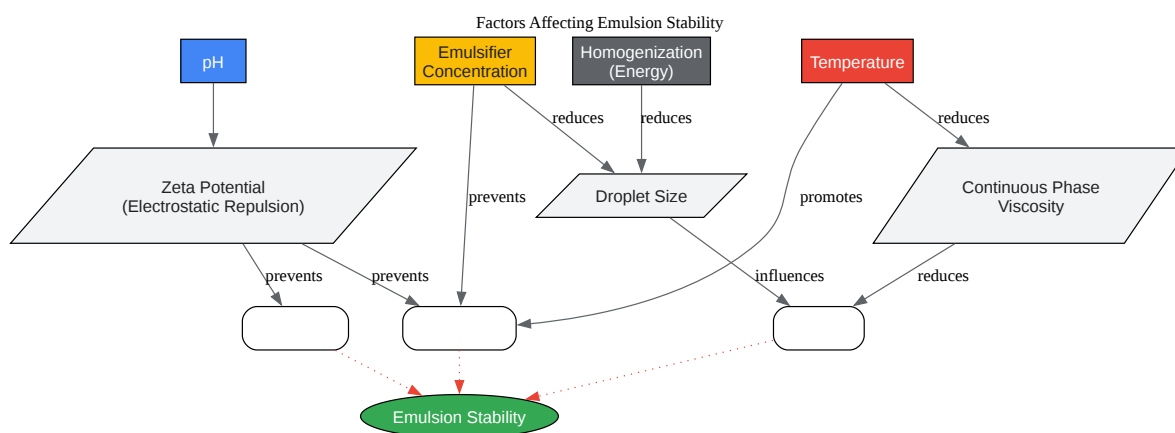 Factors Affecting Emulsion Stability
pH
Emulsifier
Concentration
Homogenization
(Energy)
Temperature
reduces
reduces
reduces
Zeta Potential
(Electrostatic Repulsion)
prevents
Droplet Size
promotes
Continuous Phase
Viscosity
prevents
prevents
influences
reduces
Emulsion Stability